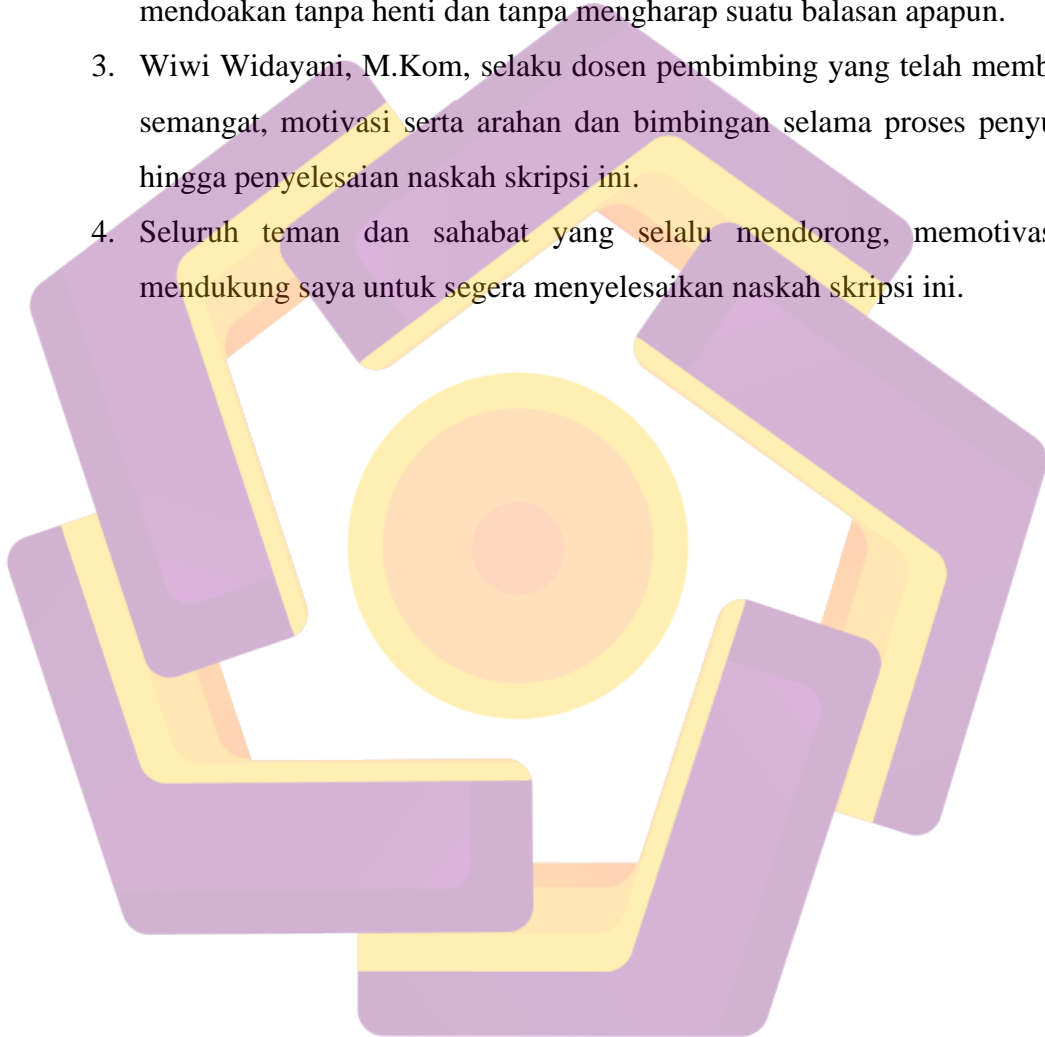 mendoakan tanpa henti dan tanpa mengharap suatu balasan apapun.
3. Wiwi Widayani, M.Kom, selaku dosen pembimbing yang telah memb
semangat, motivasi serta arahan dan bimbingan selama proses penyu
hingga penyelesaian naskah skripsi ini.
4. Seluruh teman dan sahabat yang selalu mendorong, memotivas
mendukung saya untuk segera menyelesaikan naskah skripsi ini.